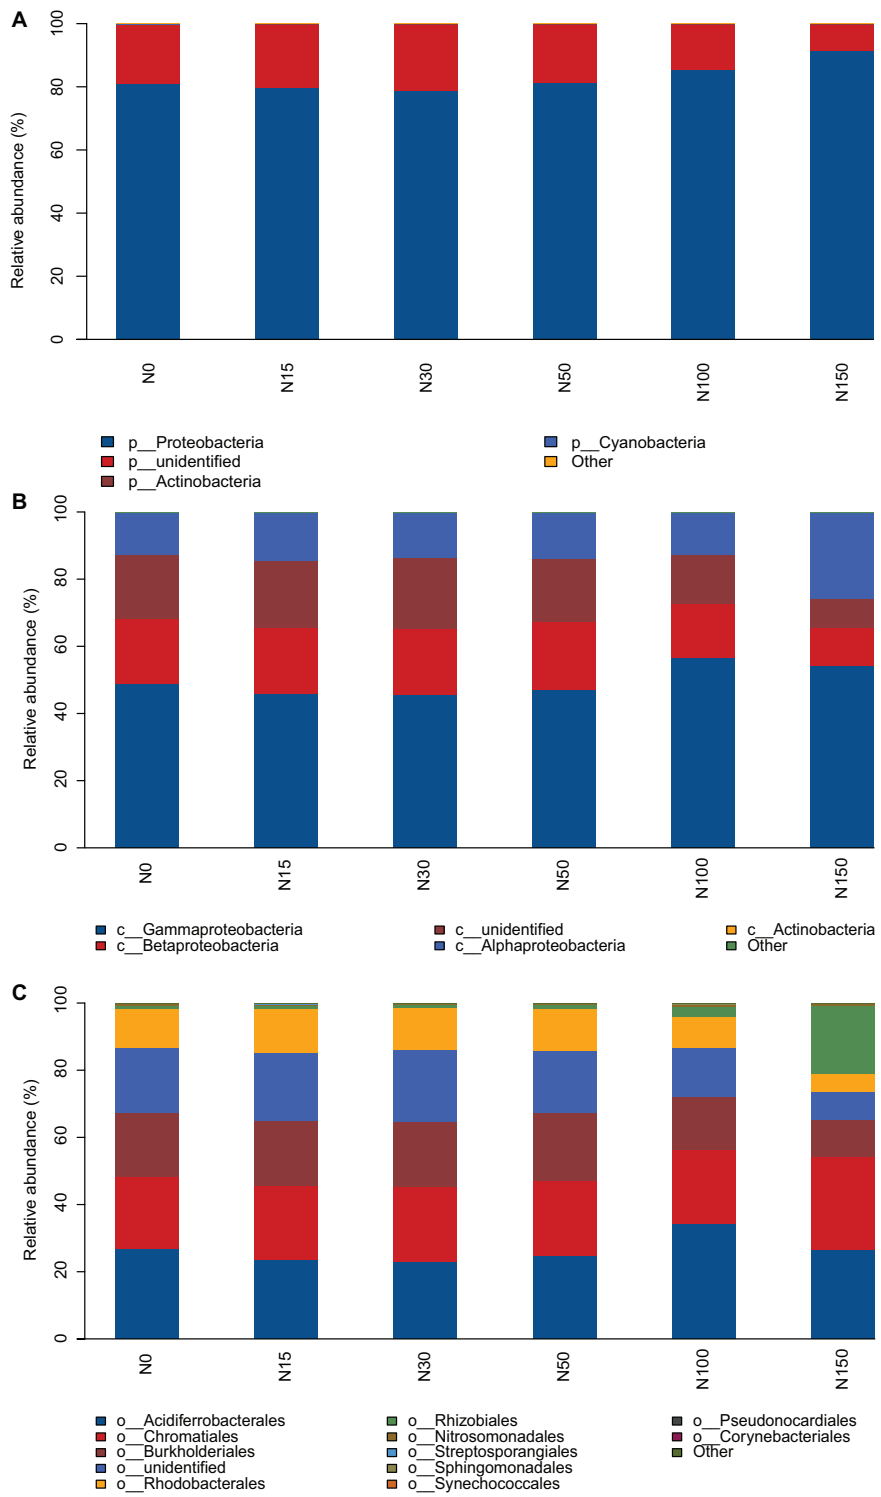 A
Relative abundance (%)
100
80
60
40
20
0
N0 N15 N30 N50 N100 N150
p__Proteobacteria p__Cyanobacteria
p__unidentified Other
p__Actinobacteria
B
Relative abundance (%)
100
80
60
40
20
0
N0 N15 N30 N50 N100 N150
c__Gammaproteobacteria c__unidentified c__Actinobacteria
c__Betaproteobacteria c__Alphaproteobacteria Other
C
Relative abundance (%)
100
80
60
40
20
0
N0 N15 N30 N50 N100 N150
o__Acidiferrobacterales o__Rhizobiales o__Pseudonocardiales
o__Chromatiales o__Nitrosomonadales o__Corynebacteriales
o__Burkholderiales o__Streptosporangiales Other
o__unidentified o__Sphingomonadales
o__Rhodobacterales o__Synechococcales